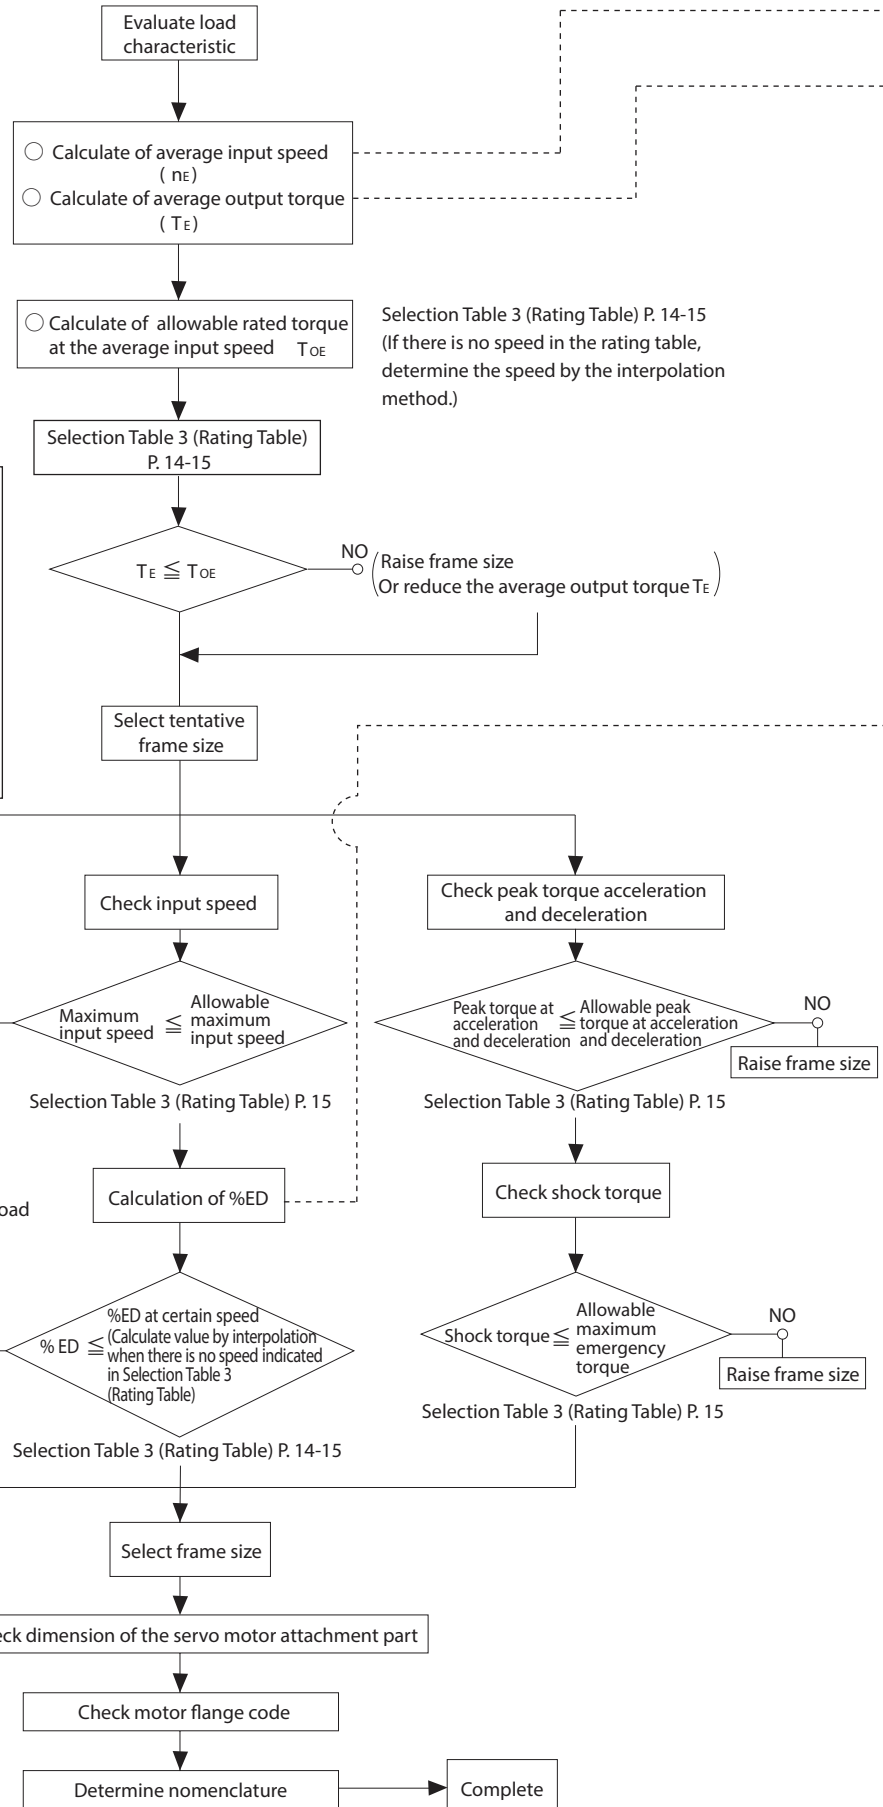 Evaluate load
characteristic
○ Calculate of average input speed
( nE)
○ Calculate of average output torque
( TE)
○ Calculate of allowable rated torque
at the average input speed TOE
Selection Table 3 (Rating Table) P. 14-15
(If there is no speed in the rating table,
determine the speed by the interpolation
method.)
Selection Table 3 (Rating Table)
P. 14-15
TE ≦ TOE
NO
(Raise frame size
Or reduce the average output torque TE)
Select tentative
frame size
Check input speed
Maximum
input speed
≦
Allowable
maximum
input speed
Selection Table 3 (Rating Table) P. 15
Check peak torque acceleration
and deceleration
Peak torque at
acceleration
and deceleration
≦
Allowable peak
torque at acceleration
and deceleration
NO
Raise frame size
Selection Table 3 (Rating Table) P. 15
Calculation of %ED
oad
% ED ≦
%ED at certain speed
(Calculate value by interpolation
when there is no speed indicated
in Selection Table 3
(Rating Table)
Selection Table 3 (Rating Table) P. 14-15
Check shock torque
Shock torque ≦
Allowable
maximum
emergency
torque
NO
Raise frame size
Selection Table 3 (Rating Table) P. 15
Select frame size
eck dimension of the servo motor attachment part
Check motor flange code
Determine nomenclature
Complete